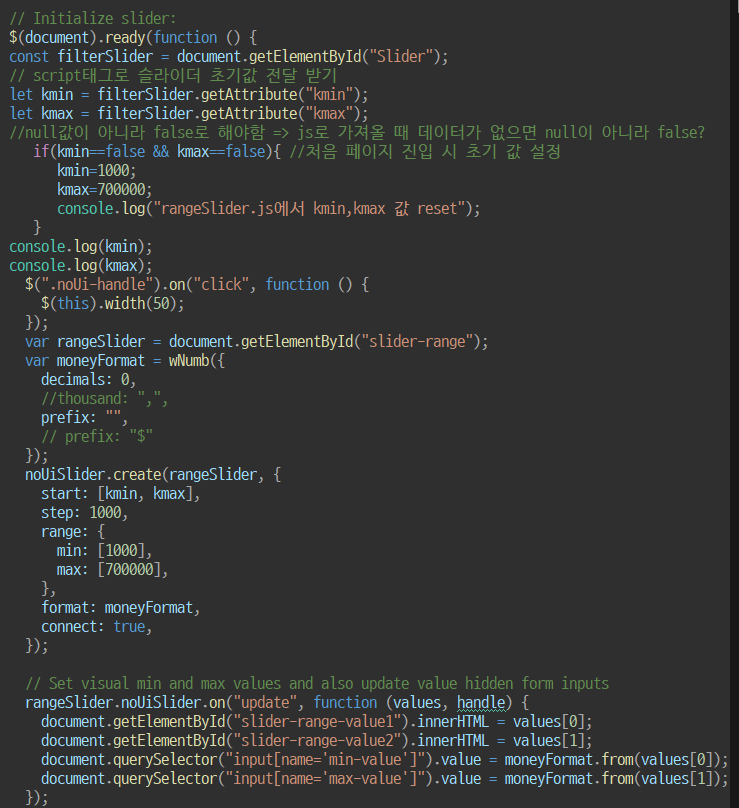 // Initialize slider:
$(document).ready(function () {
const filterSlider = document.getElementById("Slider");
// script태그로 슬라이더 초기값 전달 받기
let kmin = filterSlider.getAttribute("kmin");
let kmax = filterSlider.getAttribute("kmax");
//null값이 아니라 false로 해야함 => js로 가져올 때 데이터가 없으면 null이 아니라 false?
   if(kmin==false && kmax==false){ //처음 페이지 진입 시 초기 값 설정
      kmin=1000;
      kmax=700000;
      console.log("rangeSlider.js에서 kmin,kmax 값 reset");
   }
console.log(kmin);
console.log(kmax);
  $(".noUi-handle").on("click", function () {
    $(this).width(50);
  });
  var rangeSlider = document.getElementById("slider-range");
  var moneyFormat = wNumb({
    decimals: 0,
    //thousand: ",",
    prefix: "",
    // prefix: "$"
  });
  noUiSlider.create(rangeSlider, {
    start: [kmin, kmax],
    step: 1000,
    range: {
      min: [1000],
      max: [700000],
    },
    format: moneyFormat,
    connect: true,
  });

  // Set visual min and max values and also update value hidden form inputs
  rangeSlider.noUiSlider.on("update", function (values, handle) {
    document.getElementById("slider-range-value1").innerHTML = values[0];
    document.getElementById("slider-range-value2").innerHTML = values[1];
    document.querySelector("input[name='min-value']").value = moneyFormat.from(values[0]);
    document.querySelector("input[name='max-value']").value = moneyFormat.from(values[1]);
  });